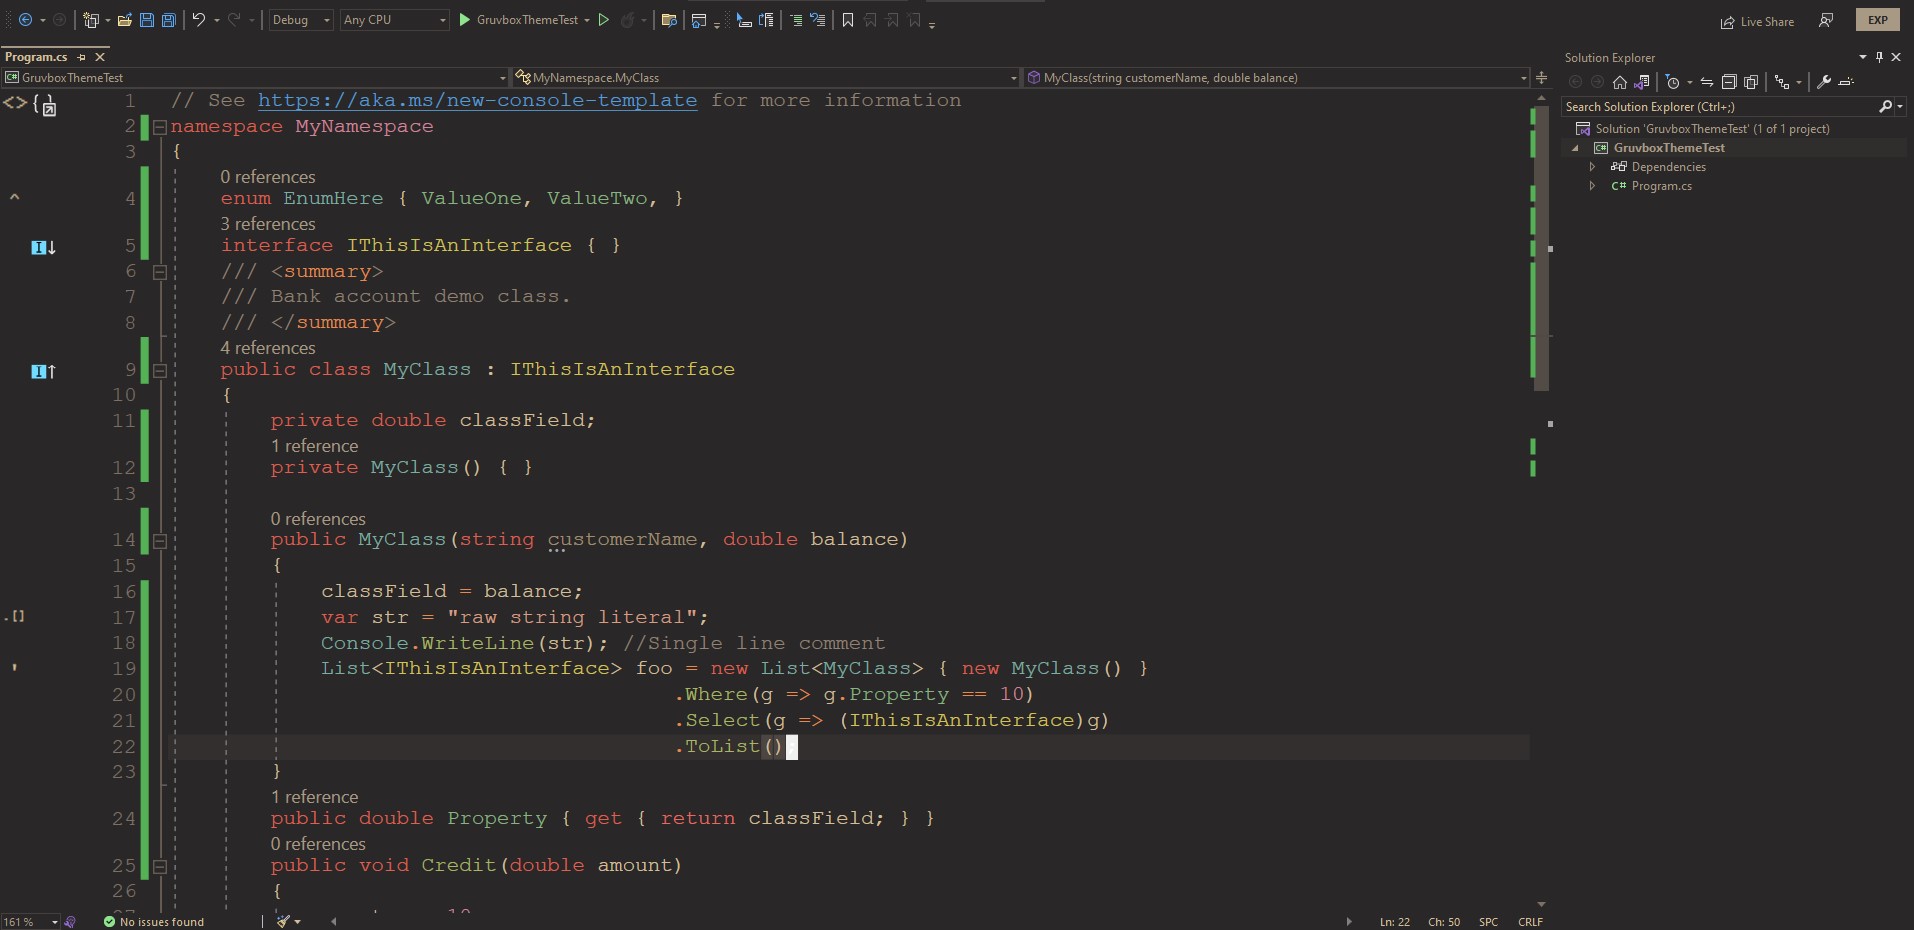 Debug Any CPU GruvboxThemeTest Live Share EXP
Program.cs
GruvboxThemeTest MyNamespace.MyClass MyClass(string customerName, double balance)
1 // See https://aka.ms/new-console-template for more information
2 namespace MyNamespace
3 {
0 references
4 enum EnumHere { ValueOne, ValueTwo, }
3 references
5 interface IThisIsAnInterface { }
6 /// <summary>
7 /// Bank account demo class.
8 /// </summary>
4 references
9 public class MyClass : IThisIsAnInterface
10 {
11 private double classField;
1 reference
12 private MyClass() { }
13
0 references
14 public MyClass(string customerName, double balance)
15 {
16 classField = balance;
17 var str = "raw string literal";
18 Console.WriteLine(str); //Single line comment
19 List<IThisIsAnInterface> foo = new List<MyClass> { new MyClass() }
20 .Where(g => g.Property == 10)
21 .Select(g => (IThisIsAnInterface)g)
22 .ToList();
23 }
1 reference
24 public double Property { get { return classField; } }
0 references
25 public void Credit(double amount)
26 {
161 % No issues found Ln: 22 Ch: 50 SPC CRLF
Solution Explorer
Search Solution Explorer (Ctrl+;)
Solution 'GruvboxThemeTest' (1 of 1 project)
C# GruvboxThemeTest
Dependencies
C# Program.cs